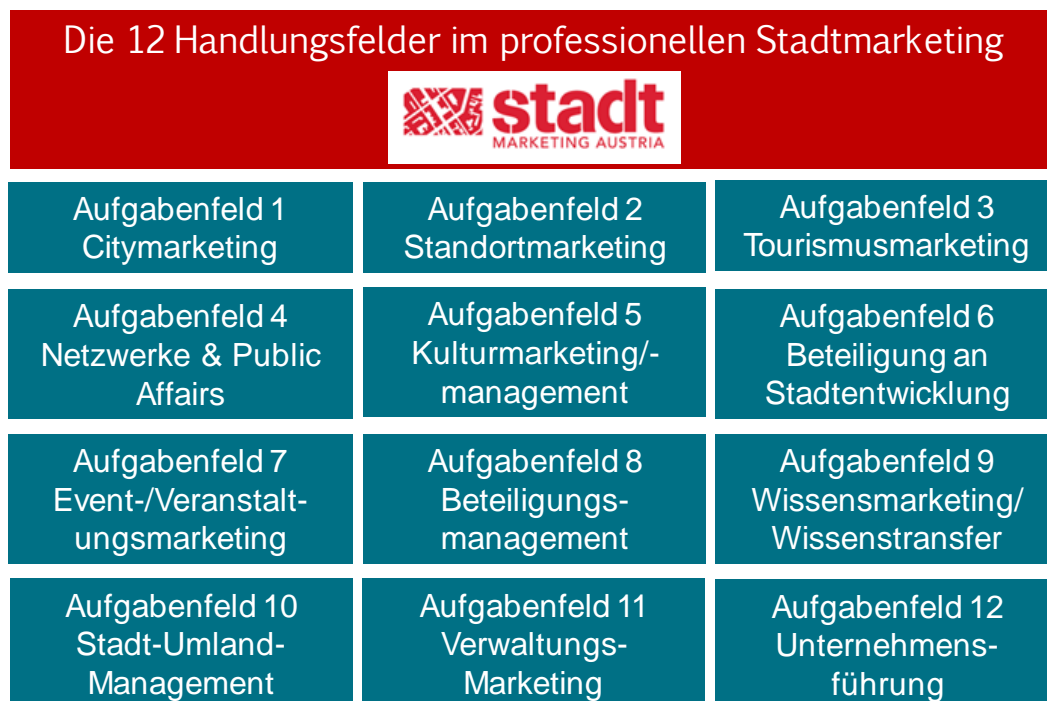 Die 12 Handlungsfelder im professionellen Stadtmarketing
stadt
MARKETING AUSTRIA
Aufgabenfeld 1
Citymarketing
Aufgabenfeld 2
Standortmarketing
Aufgabenfeld 3
Tourismusmarketing
Aufgabenfeld 4
Netzwerke & Public
Affairs
Aufgabenfeld 5
Kulturmarketing/-
management
Aufgabenfeld 6
Beteiligung an
Stadtentwicklung
Aufgabenfeld 7
Event-/Veranstalt-
ungsmarketing
Aufgabenfeld 8
Beteiligungs-
management
Aufgabenfeld 9
Wissensmarketing/
Wissenstransfer
Aufgabenfeld 10
Stadt-Umland-
Management
Aufgabenfeld 11
Verwaltungs-
Marketing
Aufgabenfeld 12
Unternehmens-
führung